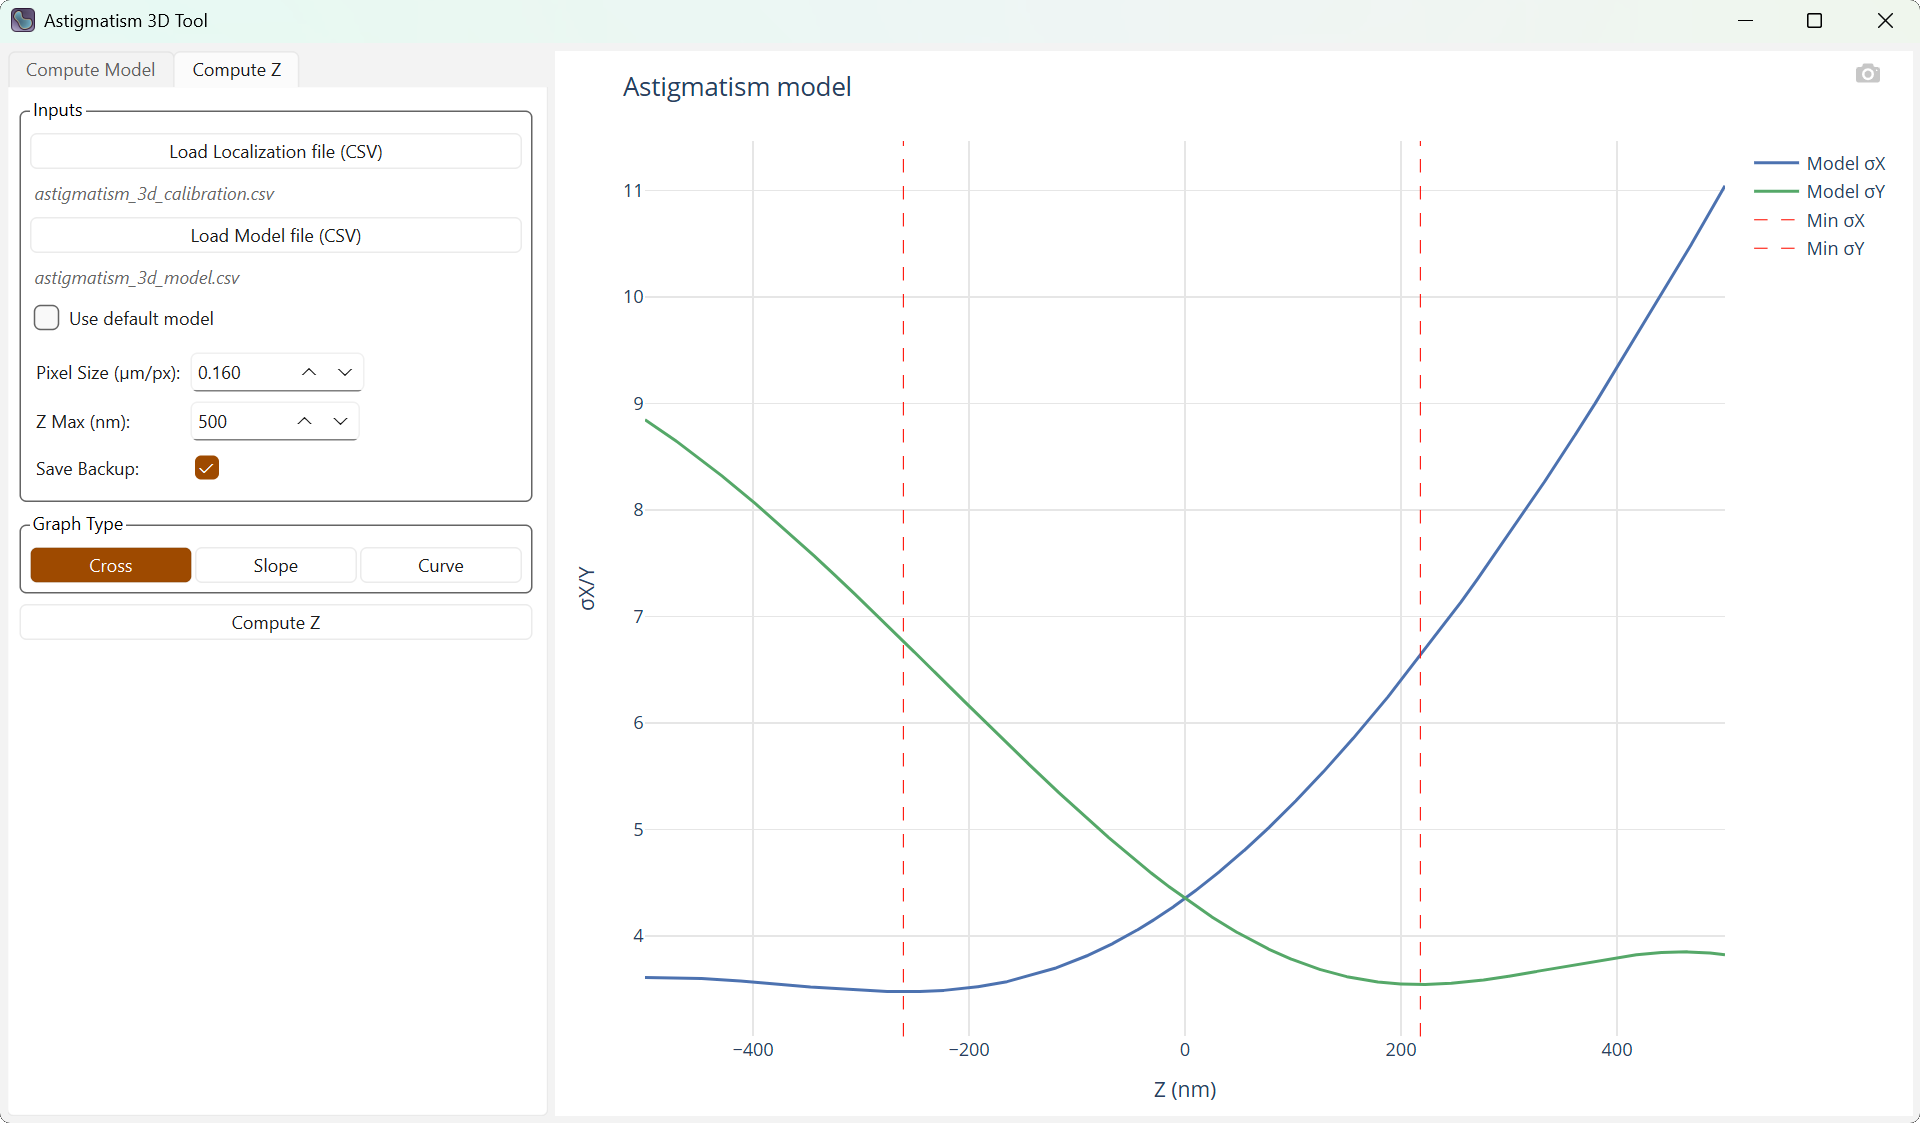 Astigmatism 3D Tool
Compute Model
Compute Z
Inputs
Load Localization file (CSV)
astigmatism_3d_calibration.csv
Load Model file (CSV)
astigmatism_3d_model.csv
Use default model
Pixel Size (μm/px): 0.160
Z Max (nm): 500
Save Backup:
Graph Type
Cross
Slope
Curve
Compute Z
Astigmatism model
11
10
9
8
7
6
5
4
σX/Y
−400
−200
0
200
400
Z (nm)
Model σX
Model σY
Min σX
Min σY